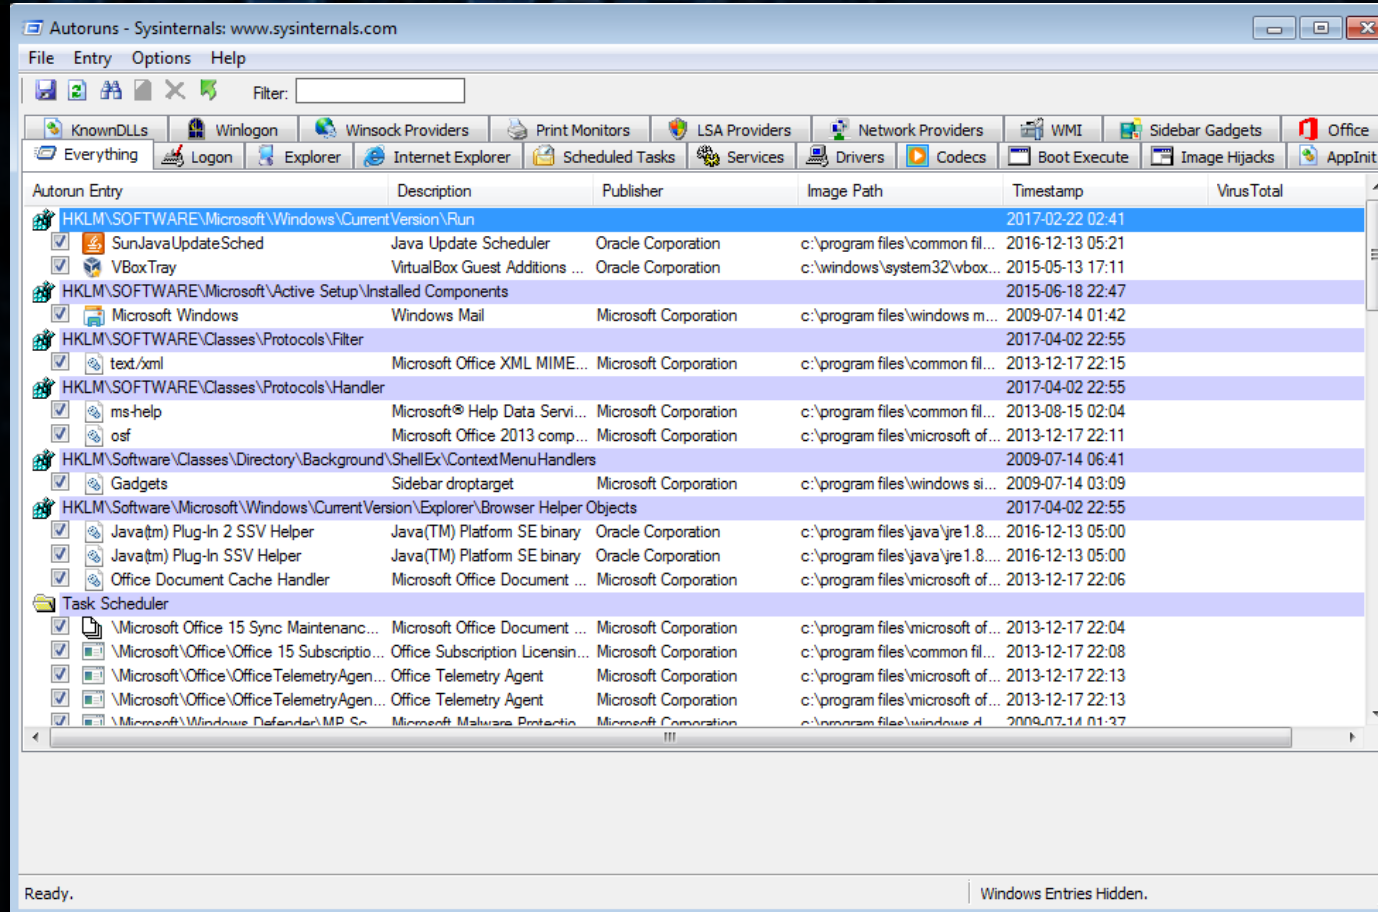 Autoruns - Sysinternals: www.sysinternals.com
File Entry Options Help
Filter:
KnownDLLs Winlogon Winsock Providers Print Monitors LSA Providers Network Providers WMI Sidebar Gadgets Office
Everything Logon Explorer Internet Explorer Scheduled Tasks Services Drivers Codecs Boot Execute Image Hijacks AppInit
Autorun Entry Description Publisher Image Path Timestamp VirusTotal
HKLM\SOFTWARE\Microsoft\Windows\CurrentVersion\Run 2017-02-22 02:41
SunJavaUpdateSched Java Update Scheduler Oracle Corporation c:\program files\common fil... 2016-12-13 05:21
VBoxTray VirtualBox Guest Additions ... Oracle Corporation c:\windows\system32\vbox... 2015-05-13 17:11
HKLM\SOFTWARE\Microsoft\Active Setup\Installed Components 2015-06-18 22:47
Microsoft Windows Windows Mail Microsoft Corporation c:\program files\windows m... 2009-07-14 01:42
HKLM\SOFTWARE\Classes\Protocols\Filter 2017-04-02 22:55
text/xml Microsoft Office XML MIME... Microsoft Corporation c:\program files\common fil... 2013-12-17 22:15
HKLM\SOFTWARE\Classes\Protocols\Handler 2017-04-02 22:55
ms-help Microsoft® Help Data Servi... Microsoft Corporation c:\program files\common fil... 2013-08-15 02:04
osf Microsoft Office 2013 comp... Microsoft Corporation c:\program files\microsoft of... 2013-12-17 22:11
HKLM\Software\Classes\Directory\Background\ShellEx\ContextMenuHandlers 2009-07-14 06:41
Gadgets Sidebar droptarget Microsoft Corporation c:\program files\windows si... 2009-07-14 03:09
HKLM\Software\Microsoft\Windows\CurrentVersion\Explorer\Browser Helper Objects 2017-04-02 22:55
Java(tm) Plug-In 2 SSV Helper Java(TM) Platform SE binary Oracle Corporation c:\program files\java\jre1.8.... 2016-12-13 05:00
Java(tm) Plug-In SSV Helper Java(TM) Platform SE binary Oracle Corporation c:\program files\java\jre1.8.... 2016-12-13 05:00
Office Document Cache Handler Microsoft Office Document ... Microsoft Corporation c:\program files\microsoft of... 2013-12-17 22:06
Task Scheduler
\Microsoft Office 15 Sync Maintenanc... Microsoft Office Document ... Microsoft Corporation c:\program files\microsoft of... 2013-12-17 22:04
\Microsoft\Office\Office 15 Subscriptio... Office Subscription Licensin... Microsoft Corporation c:\program files\common fil... 2013-12-17 22:08
\Microsoft\Office\OfficeTelemetryAgen... Office Telemetry Agent Microsoft Corporation c:\program files\microsoft of... 2013-12-17 22:13
\Microsoft\Office\OfficeTelemetryAgen... Office Telemetry Agent Microsoft Corporation c:\program files\microsoft of... 2013-12-17 22:13
\Microsoft\Windows Defender\MP Sc... Microsoft Malware Protectio... Microsoft Corporation c:\program files\windows d... 2009-07-14 01:37
Ready. Windows Entries Hidden.